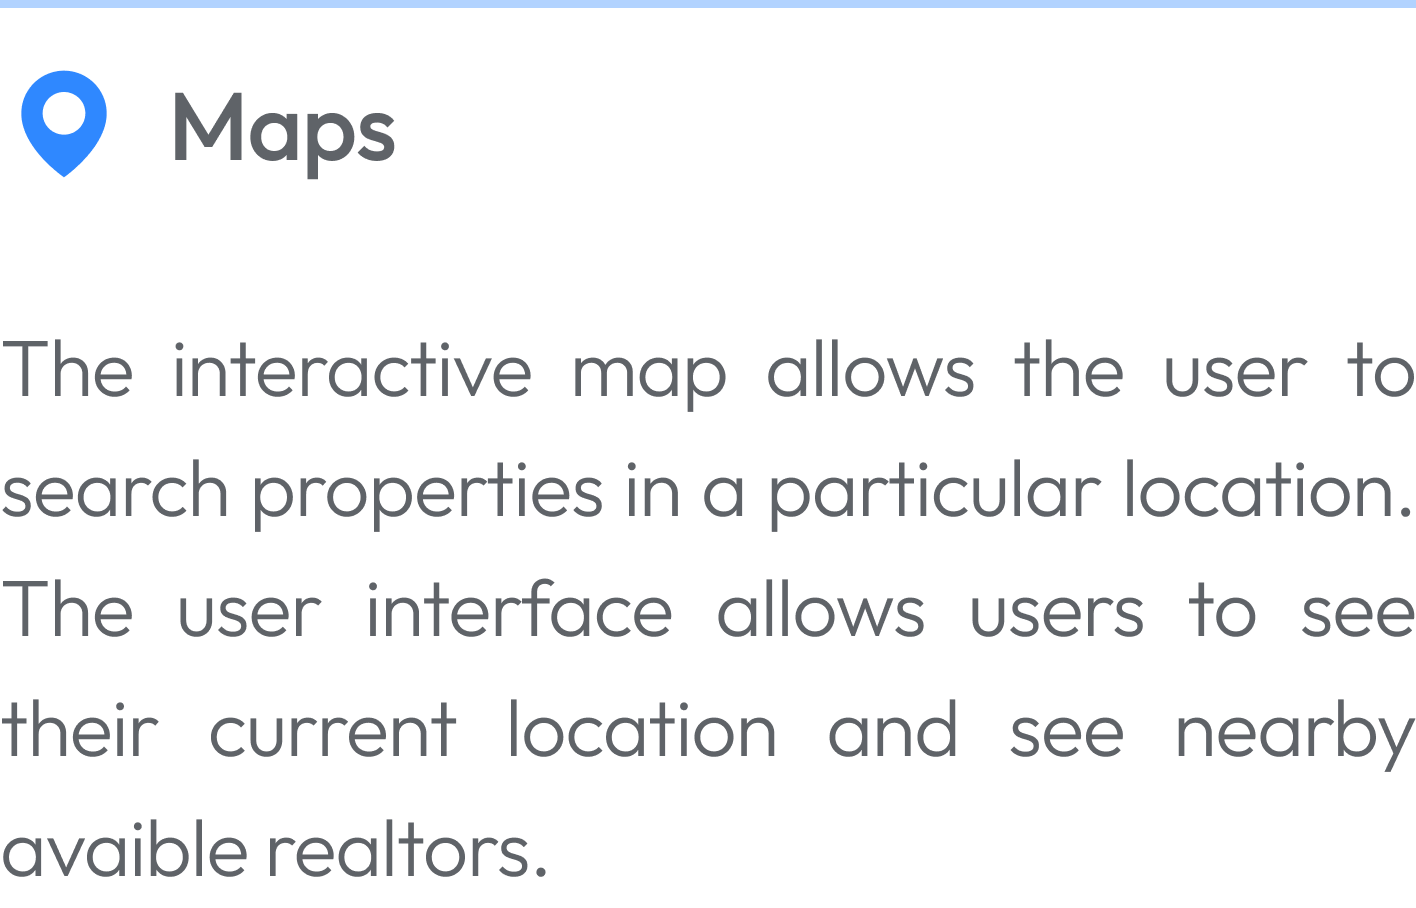 Maps
The interactive map allows the user to
search properties in a particular location.
The user interface allows users to see
their current location and see nearby
avaible realtors.